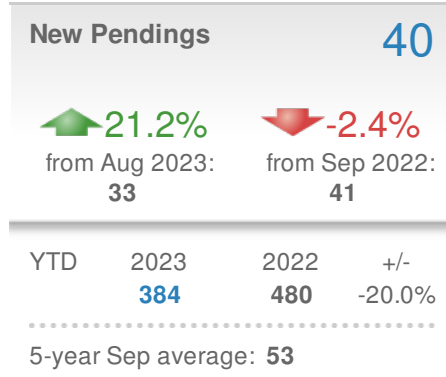 New Pendings 40
21.2% -2.4%
from Aug 2023: from Sep 2022:
33 41
YTD 2023 2022 +/-
384 480 -20.0%
5-year Sep average: 53